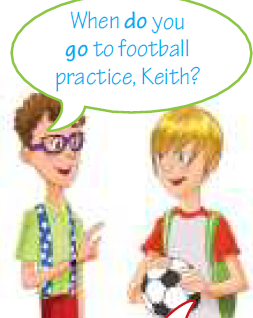 When do you
go to football
practice, Keith?